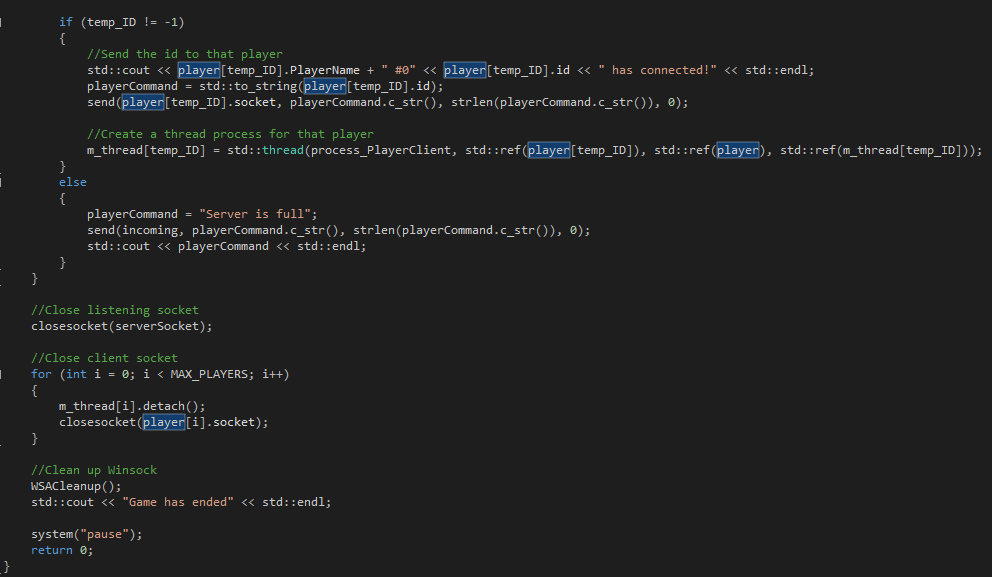 if (temp_ID != -1)
{
//Send the id to that player
std::cout << player[temp_ID].PlayerName + " #0" << player[temp_ID].id << " has connected!" << std::endl;
playerCommand = std::to_string(player[temp_ID].id);
send(player[temp_ID].socket, playerCommand.c_str(), strlen(playerCommand.c_str()), 0);
//Create a thread process for that player
m_thread[temp_ID] = std::thread(process_PlayerClient, std::ref(player[temp_ID]), std::ref(player), std::ref(m_thread[temp_ID]));
}
else
{
playerCommand = "Server is full";
send(incoming, playerCommand.c_str(), strlen(playerCommand.c_str()), 0);
std::cout << playerCommand << std::endl;
}
}
//Close listening socket
closesocket(serverSocket);
//Close client socket
for (int i = 0; i < MAX_PLAYERS; i++)
{
m_thread[i].detach();
closesocket(player[i].socket);
}
//Clean up Winsock
WSACleanup();
std::cout << "Game has ended" << std::endl;
system("pause");
return 0;
}